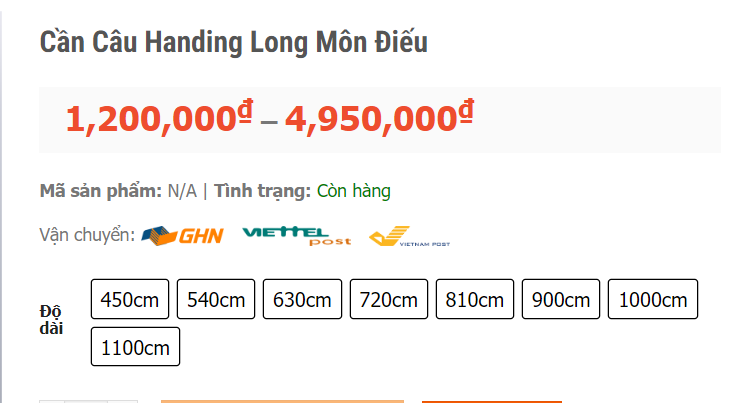 Cần Câu Handing Long Môn Điếu
1,200,000₫ – 4,950,000₫
Mã sản phẩm: N/A | Tình trạng: Còn hàng
Vận chuyển: GHN VIETTEL post VIETNAM POST
Độ dài
450cm 540cm 630cm 720cm 810cm 900cm 1000cm
1100cm